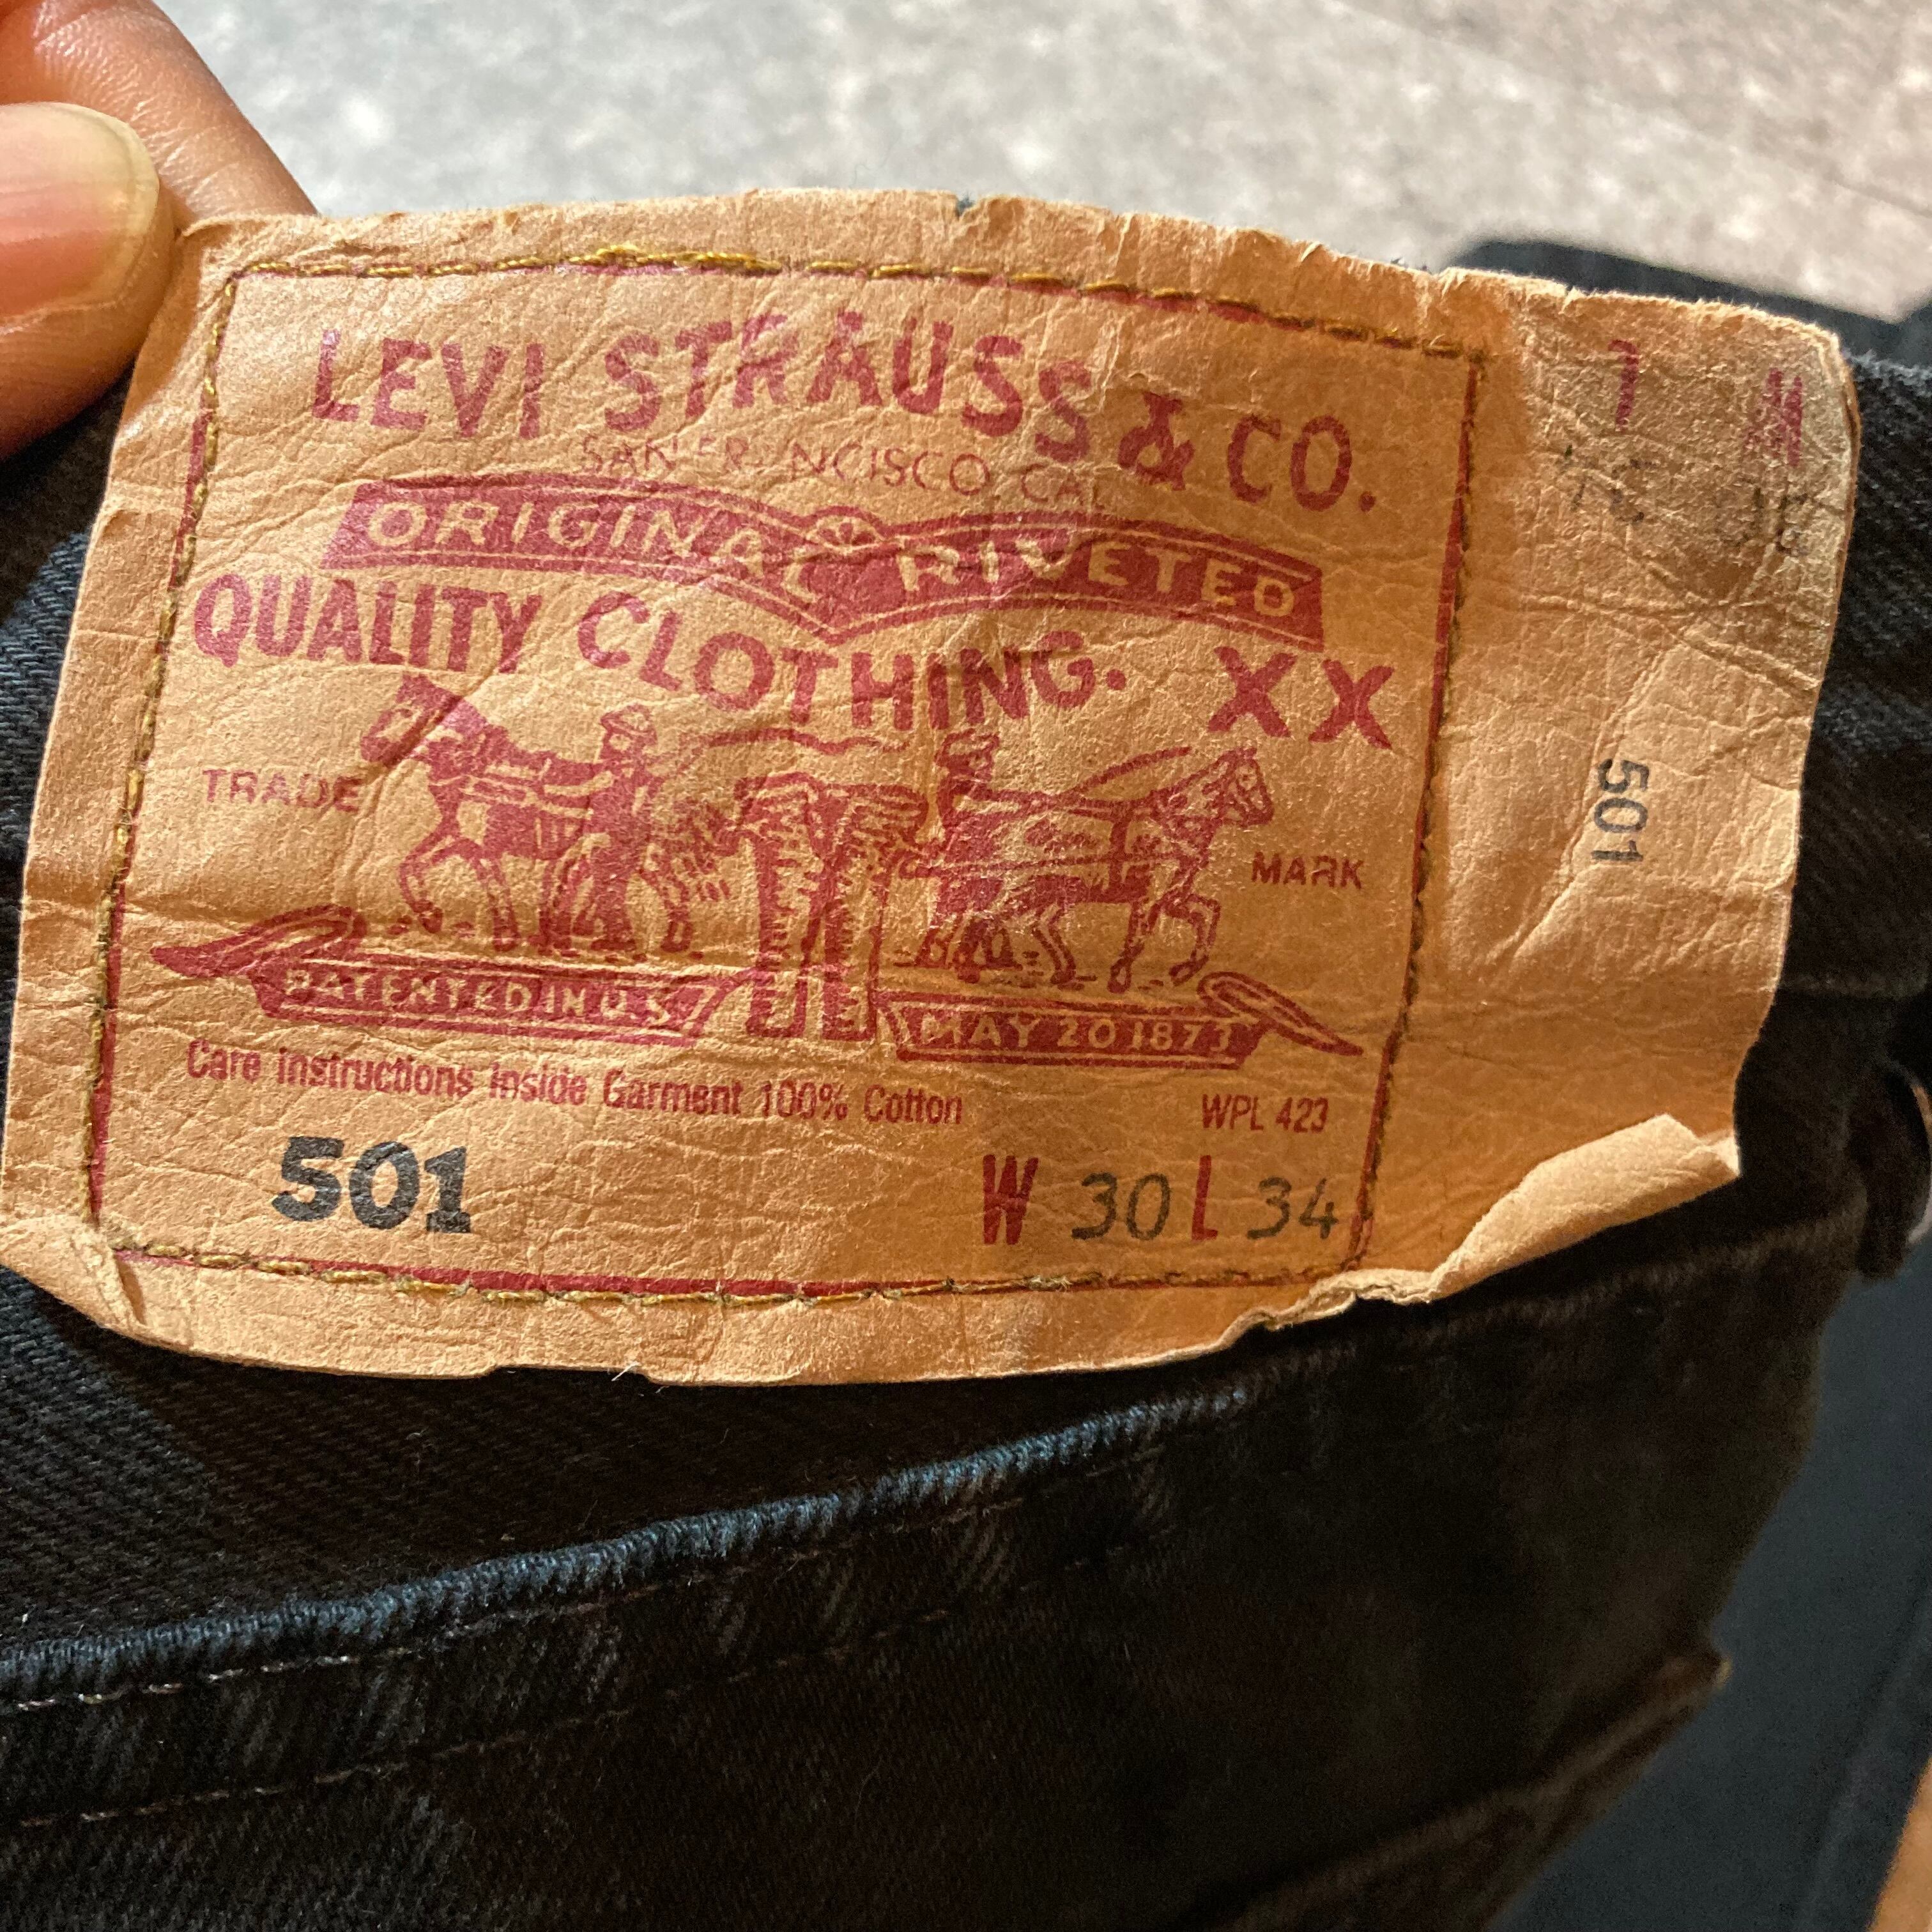 LEVI STRAUSS & CO.
SAN FRANCISCO, CAL.
ORIGINAL RIVETED
QUALITY CLOTHING. XX
TRADE MARK
PATENTED IN U.S. MAY 20 1873
Care Instructions Inside Garment 100% Cotton WPL 423
501 W 30 L 34
L W
501